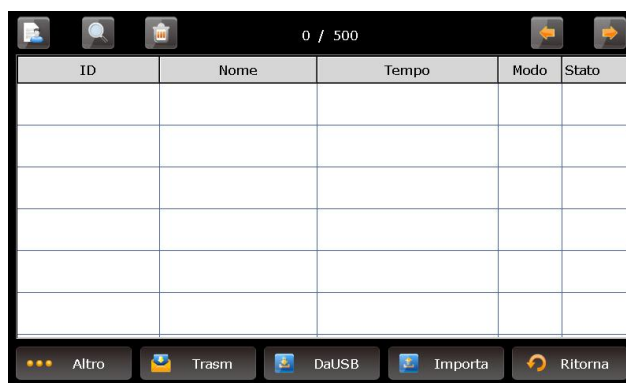 0 / 500
ID Nome Tempo Modo Stato
Altro Trasm DaUSB Importa Ritorna